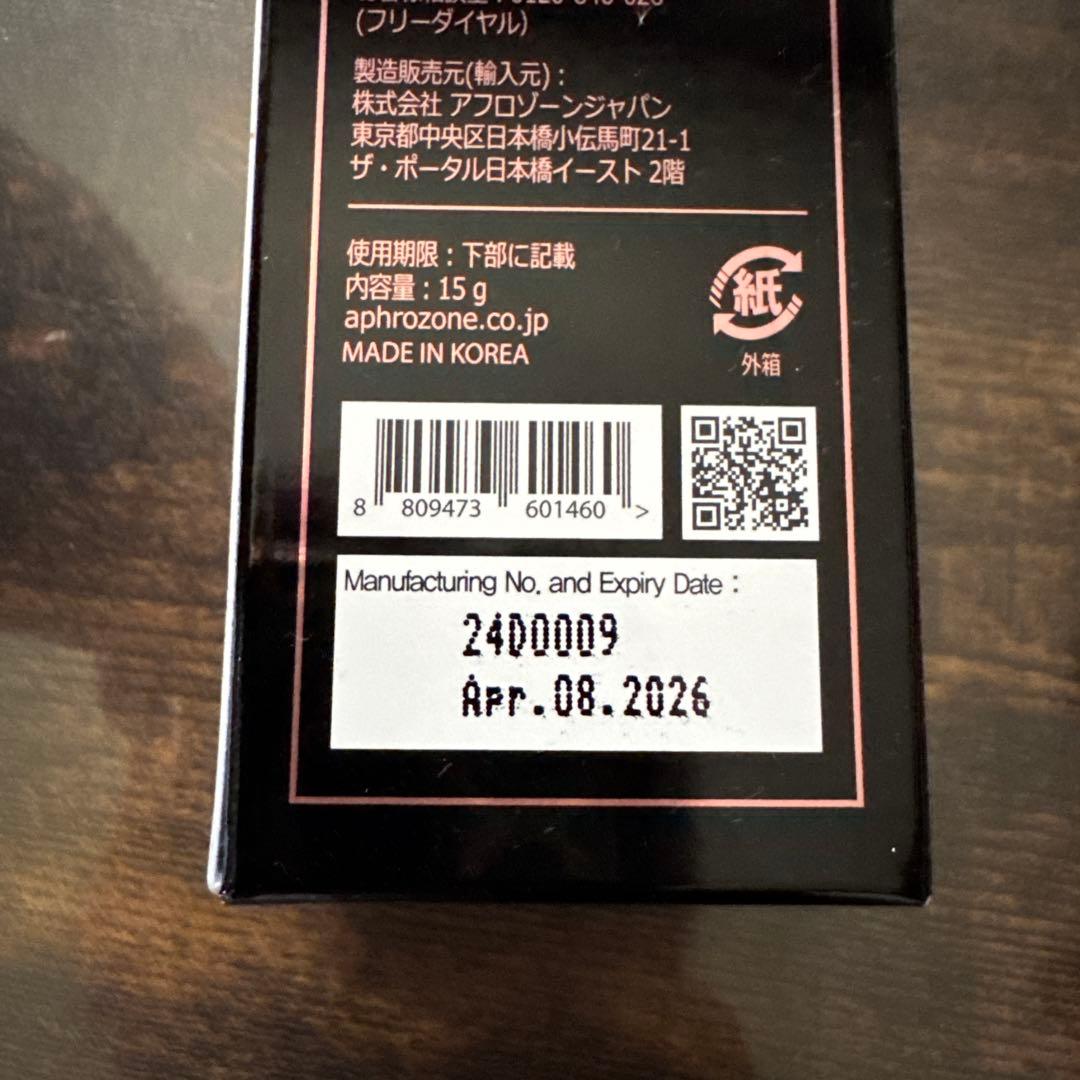 (フリーダイヤル)
製造販売元(輸入元):
株式会社 アフロゾーンジャパン
東京都中央区日本橋小伝馬町21-1
ザ・ポータル日本橋イースト 2階
使用期限:下部に記載
内容量:15 g
aphrozone.co.jp
MADE IN KOREA
紙
外箱
8 809473 601460 >
Manufacturing No. and Expiry Date :
24D0009
Apr.08.2026